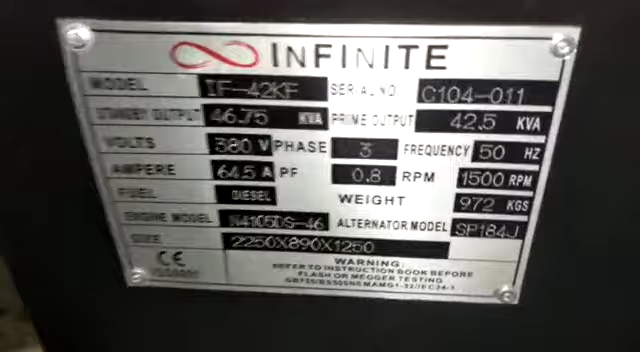 INFINITE
MODEL IF-42KF SERIAL NO C104-011
STANDBY OUTPUT 46.75 KVA PRIME OUTPUT 42.5 KVA
VOLTS 380 V PHASE 3 FREQUENCY 50 HZ
AMPERE 64.5 A PF 0.8 RPM 1500 RPM
FUEL DIESEL WEIGHT 972 KGS
ENGINE MODEL N4105DS-46 ALTERNATOR MODEL SP184J
SIZE 2250X890X1250
CE
WARNING:
REFER TO INSTRUCTION BOOK BEFORE
FLASH OR MEGGER TESTING